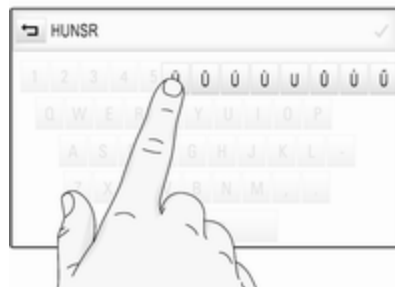 HUNSR
1 2 3 4 5 Ú Ù U
Q W E R Y U I O P
A S G H J K L -
Z X V B N M